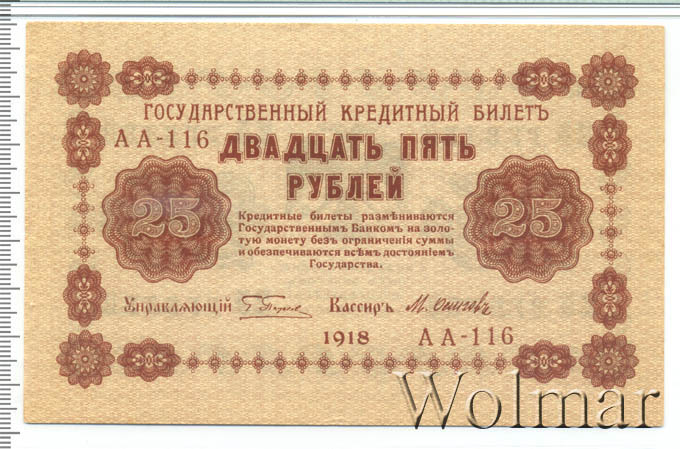 ГОСУДАРСТВЕННЫЙ КРЕДИТНЫЙ БИЛЕТЪ
АА-116
ДВАДЦАТЬ ПЯТЬ
РУБЛЕЙ
25
25
Кредитные билеты размѣниваются
Государственнымъ Банкомъ на золо-
тую монету безъ ограниченія суммы
и обезпечиваются всѣмъ достояніемъ
Государства.
Управляющій
Кассиръ
1918
АА-116
Wolmar